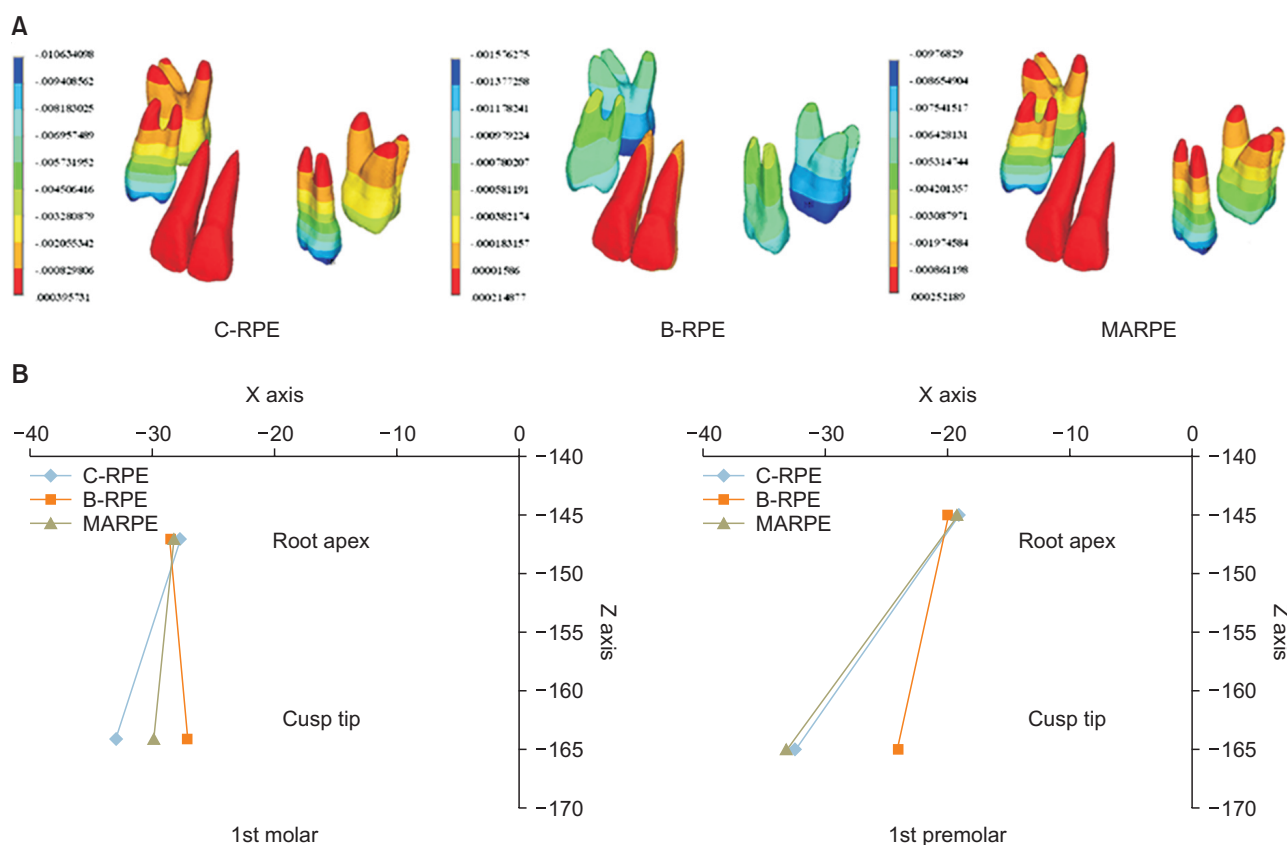 A
-.010634098
-.009408562
-.008183025
-.006957489
-.005731952
-.004506416
-.003280879
-.002055342
-.000829806
.000395731
C-RPE
-.001576275
-.001377258
-.001178241
-.000979224
-.000780207
-.000581191
-.000382174
-.000183157
.00001586
.000214877
B-RPE
-.00976829
-.008654904
-.007541517
-.006428131
-.005314744
-.004201357
-.003087971
-.001974584
-.000861198
.000252189
MARPE
B
X axis
−40 −30 −20 −10 0
C-RPE
B-RPE
MARPE
Root apex
Cusp tip
−140
−145
−150
−155
−160
−165
−170
Z axis
1st molar
X axis
−40 −30 −20 −10 0
C-RPE
B-RPE
MARPE
Root apex
Cusp tip
−140
−145
−150
−155
−160
−165
−170
Z axis
1st premolar